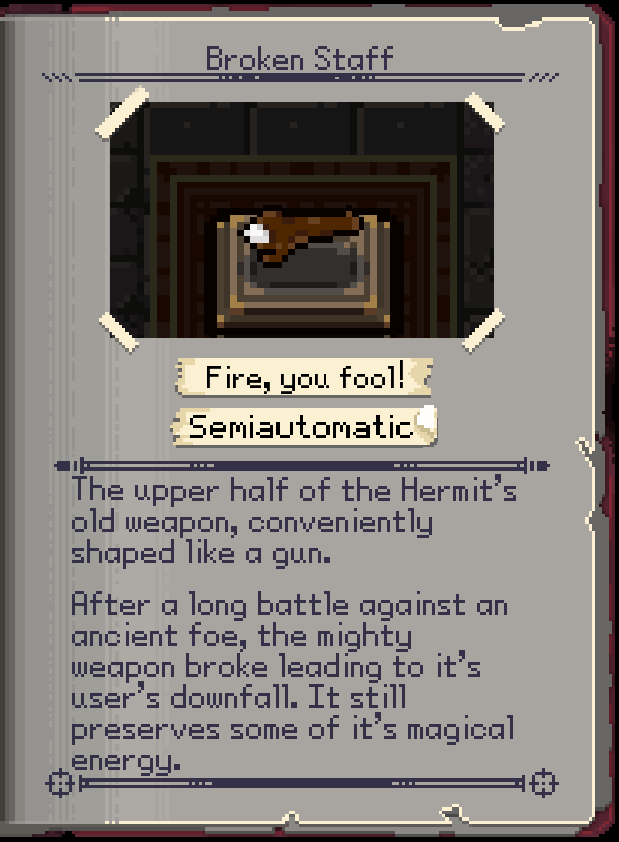 Broken Staff
Fire, you fool!
Semiautomatic
The upper half of the Hermit's
old weapon, conveniently
shaped like a gun.
After a long battle against an
ancient foe, the mighty
weapon broke leading to it's
user's downfall. It still
preserves some of it's magical
energy.